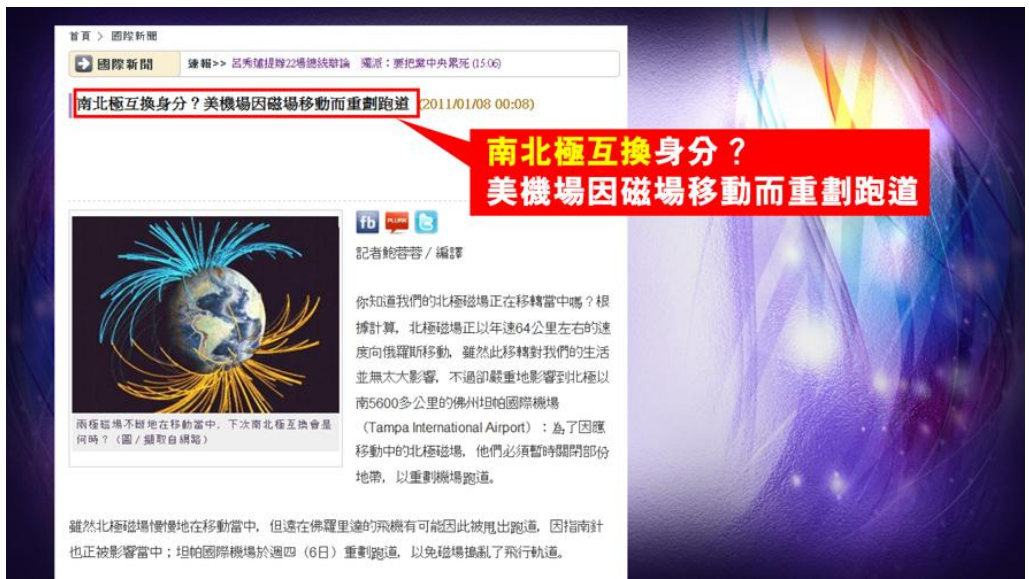 首頁 > 國際新聞
國際新聞 速報>> 呂秀蓮提辦22場總統辯論 獨派：要把黨中央累死 (15:06)
南北極互換身分？美機場因磁場移動而重劃跑道 (2011/01/08 00:08)
南北極互換身分？
美機場因磁場移動而重劃跑道
fb PLURK t
記者鮑蓉蓉 / 編譯
你知道我們的北極磁場正在移轉當中嗎？根
據計算，北極磁場正以年速64公里左右的速
度向俄羅斯移動，雖然此移轉對我們的生活
並無太大影響，不過卻嚴重地影響到北極以
南5600多公里的佛州坦帕國際機場
（Tampa International Airport）：為了因應
移動中的北極磁場，他們必須暫時關閉部份
地帶，以重劃機場跑道。
兩極磁場不斷地在移動當中，下次南北極互換會是
何時？（圖 / 擷取自網路）
雖然北極磁場慢慢地在移動當中，但遠在佛羅里達的飛機有可能因此被甩出跑道，因指南針
也正被影響當中；坦帕國際機場於週四（6日）重劃跑道，以免磁場搗亂了飛行軌道。